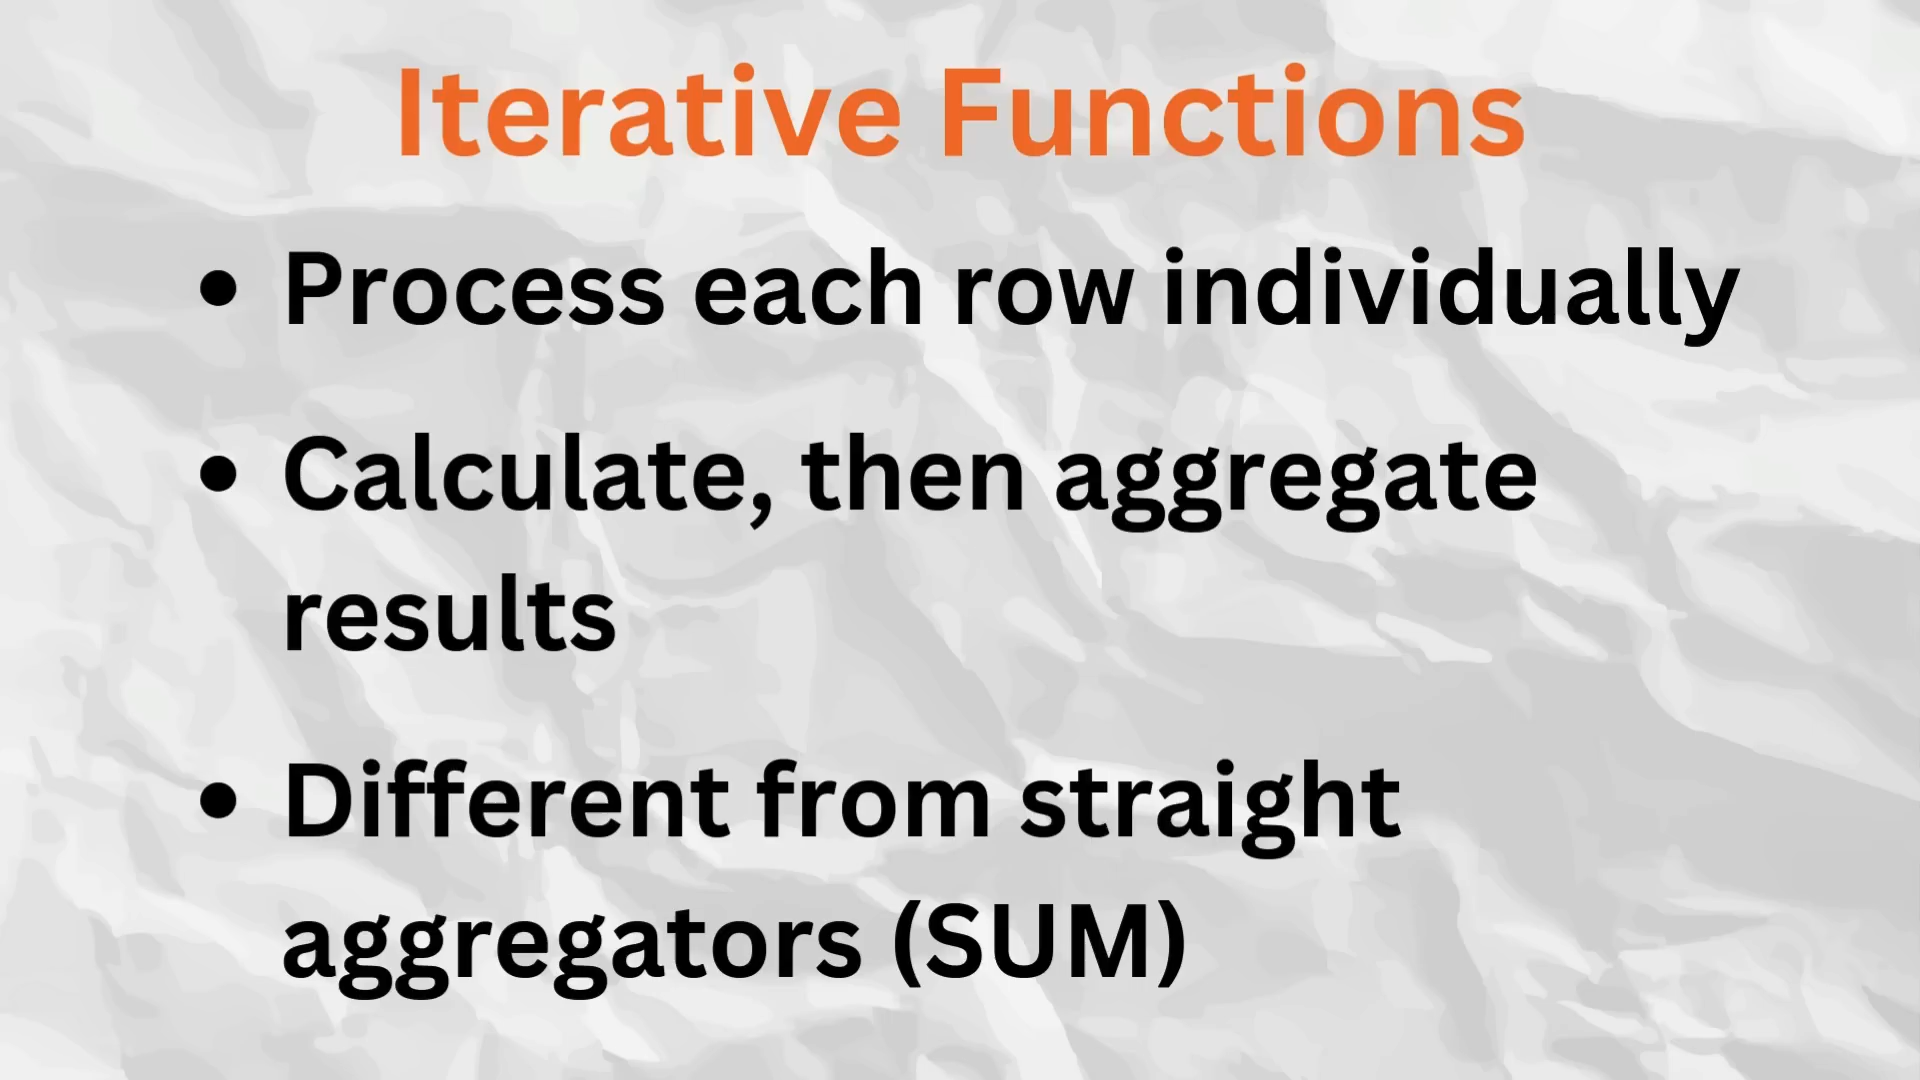 Iterative Functions
• Process each row individually
• Calculate, then aggregate
results
• Different from straight
aggregators (SUM)